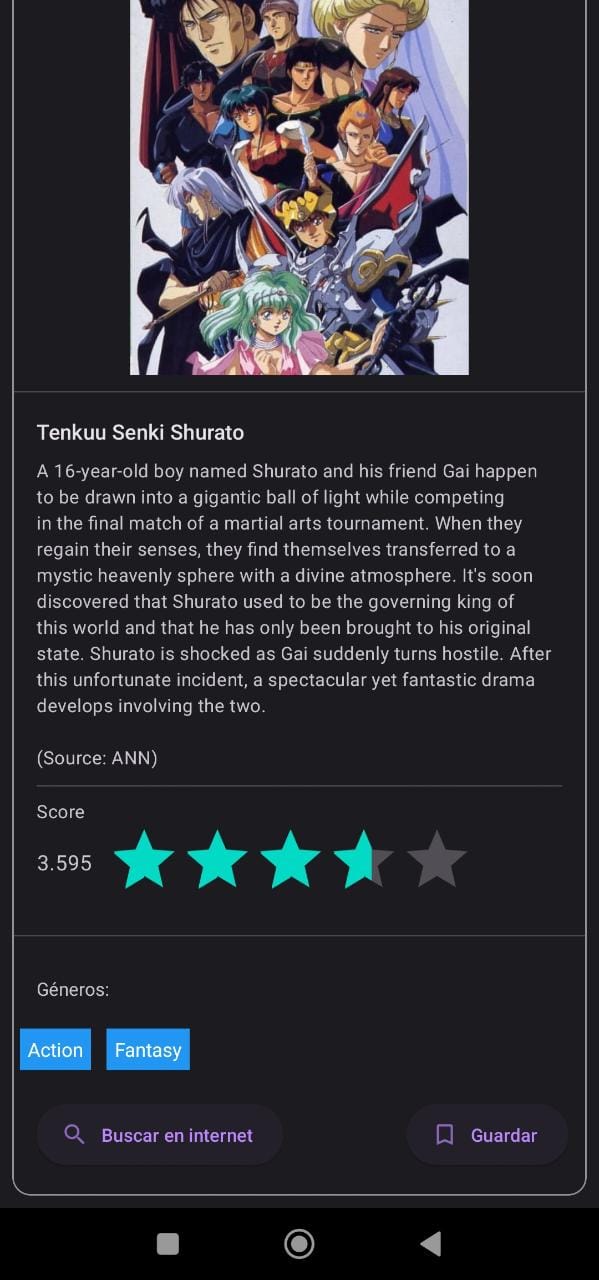 Tenkuu Senki Shurato
A 16-year-old boy named Shurato and his friend Gai happen
to be drawn into a gigantic ball of light while competing
in the final match of a martial arts tournament. When they
regain their senses, they find themselves transferred to a
mystic heavenly sphere with a divine atmosphere. It's soon
discovered that Shurato used to be the governing king of
this world and that he has only been brought to his original
state. Shurato is shocked as Gai suddenly turns hostile. After
this unfortunate incident, a spectacular yet fantastic drama
develops involving the two.
(Source: ANN)
Score
3.595
Géneros:
Action Fantasy
Buscar en internet Guardar